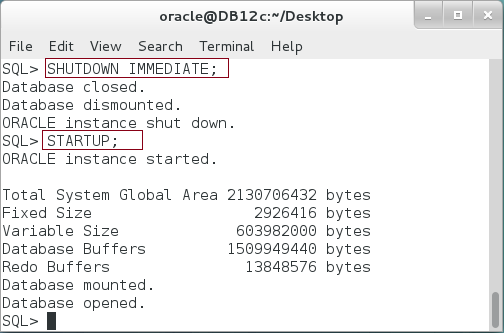 oracle@DB12c:~/Desktop
File Edit View Search Terminal Help
SQL> SHUTDOWN IMMEDIATE;
Database closed.
Database dismounted.
ORACLE instance shut down.
SQL> STARTUP;
ORACLE instance started.
Total System Global Area 2130706432 bytes
Fixed Size 2926416 bytes
Variable Size 603982000 bytes
Database Buffers 1509949440 bytes
Redo Buffers 13848576 bytes
Database mounted.
Database opened.
SQL>